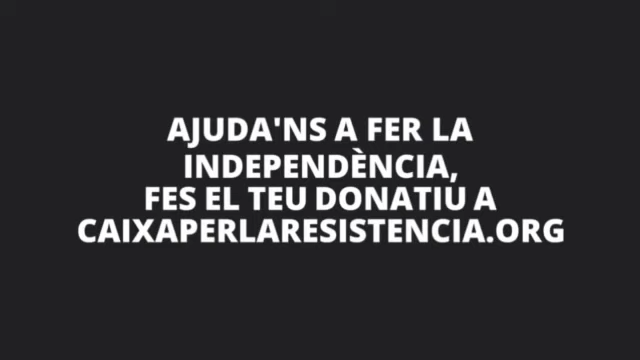 AJUDA'NS A FER LA
INDEPENDÈNCIA,
FES EL TEU DONATIU A
CAIXAPERLARESISTENCIA.ORG